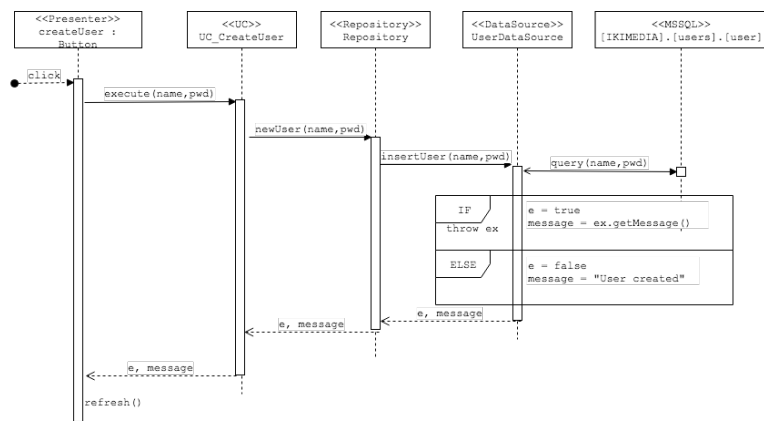 <<Presenter>>
createUser :
Button
<<UC>>
UC_CreateUser
<<Repository>>
Repository
<<DataSource>>
UserDataSource
<<MSSQL>>
[IKIMEDIA].[users].[user]
click
execute(name,pwd)
newUser(name,pwd)
insertUser(name,pwd)
query(name,pwd)
IF
throw ex
e = true
message = ex.getMessage()
ELSE
e = false
message = "User created"
e, message
e, message
e, message
refresh()